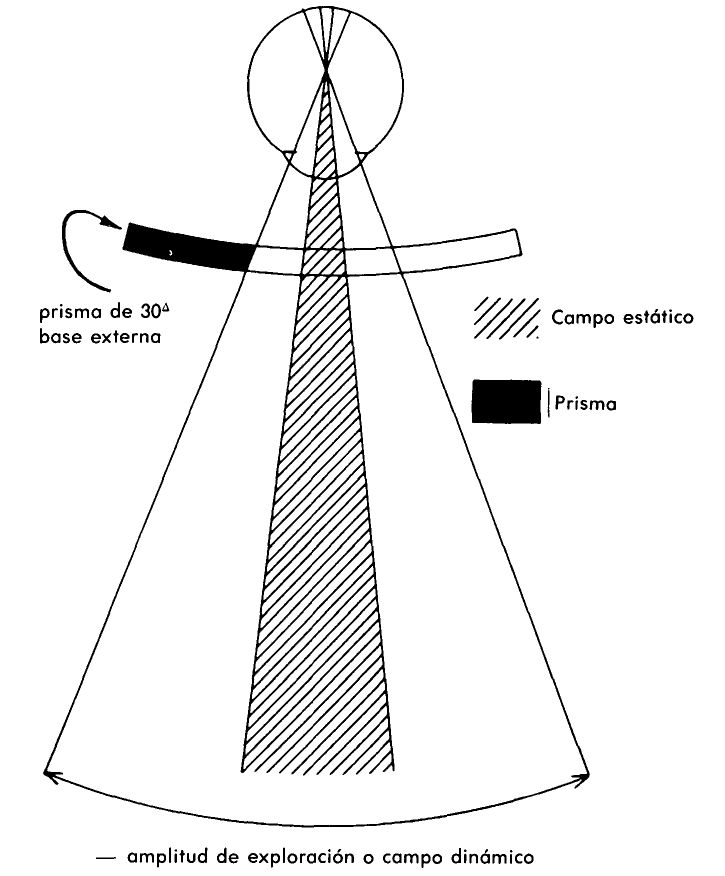 prisma de 30Δ
base externa
Campo estático
Prisma
— amplitud de exploración o campo dinámico